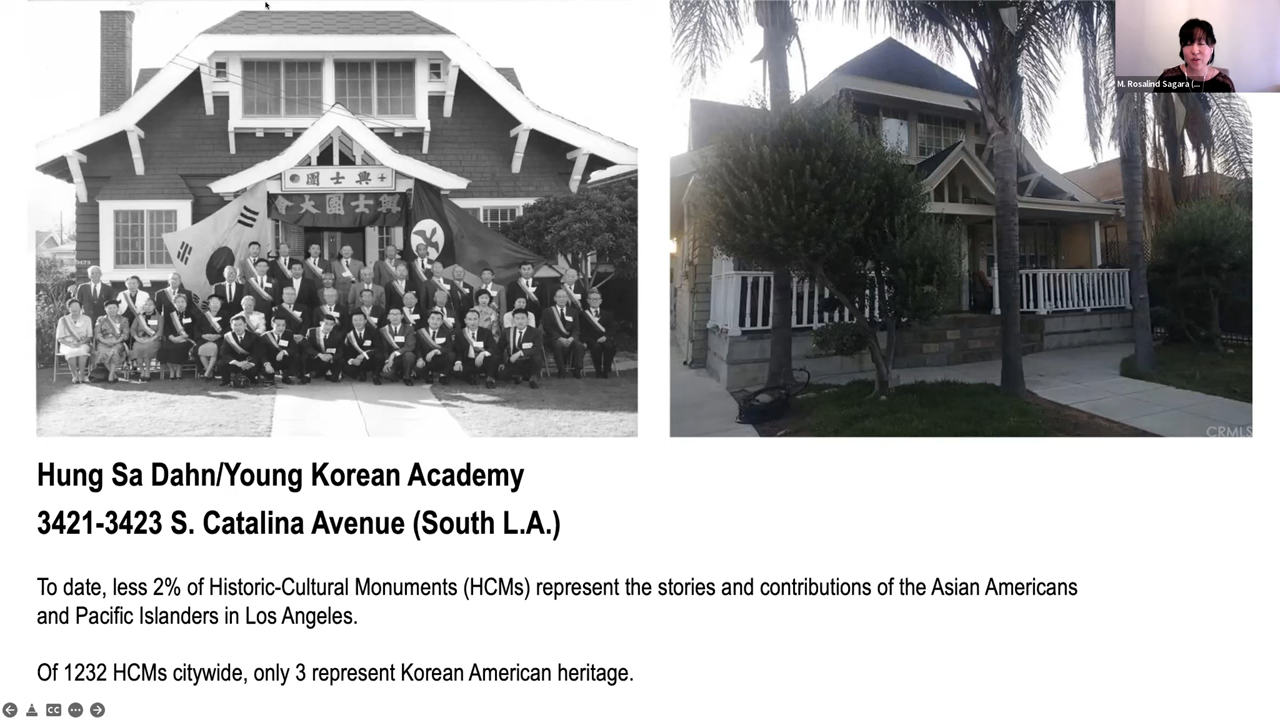 M. Rosalind Sagara (...
團士興
會大團士興
CRMLS
Hung Sa Dahn/Young Korean Academy
3421-3423 S. Catalina Avenue (South L.A.)
To date, less 2% of Historic-Cultural Monuments (HCMs) represent the stories and contributions of the Asian Americans
and Pacific Islanders in Los Angeles.
Of 1232 HCMs citywide, only 3 represent Korean American heritage.
CC